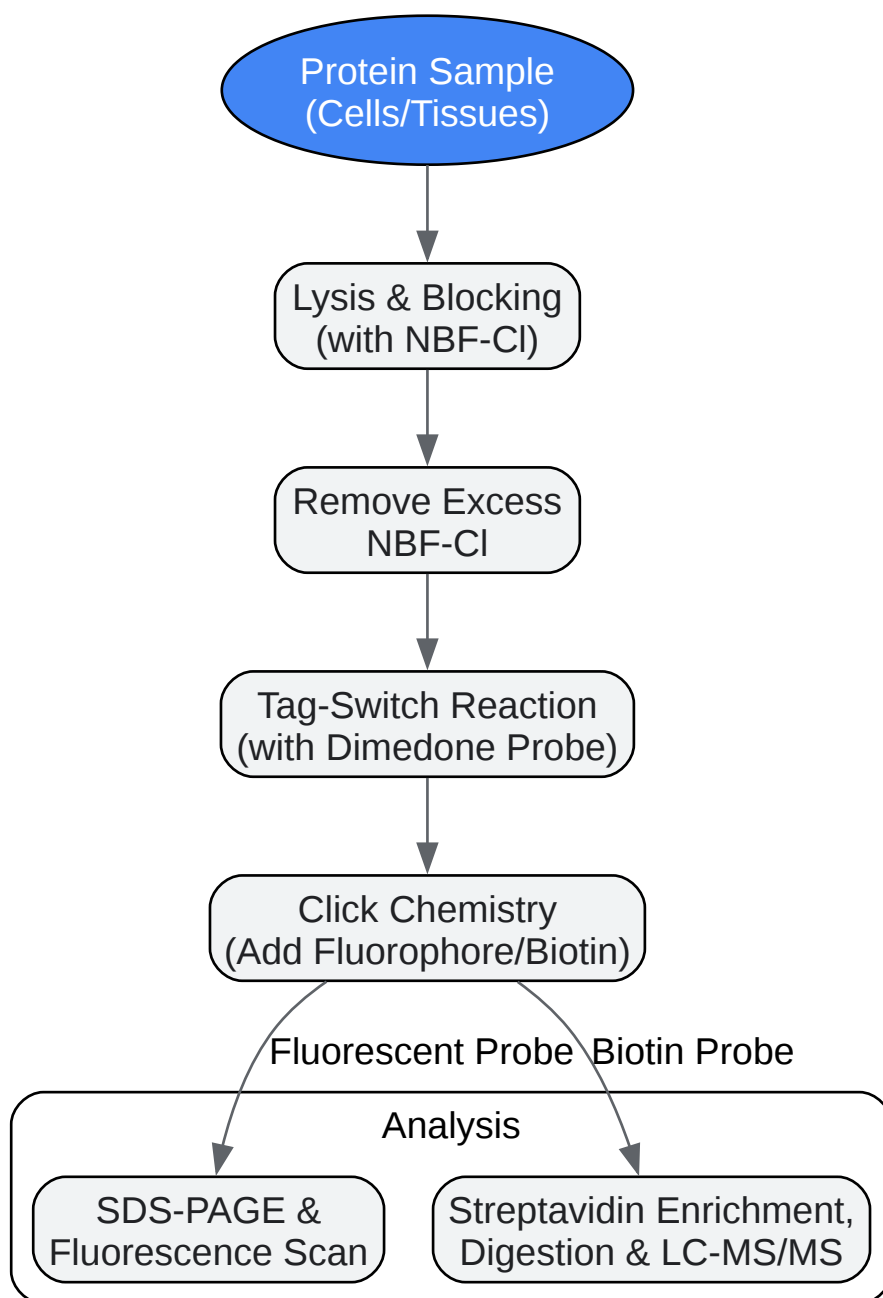 Protein Sample
(Cells/Tissues)
Lysis & Blocking
(with NBF-Cl)
Remove Excess
NBF-Cl
Tag-Switch Reaction
(with Dimedone Probe)
Click Chemistry
(Add Fluorophore/Biotin)
Fluorescent Probe
Biotin Probe
Analysis
SDS-PAGE &
Fluorescence Scan
Streptavidin Enrichment,
Digestion & LC-MS/MS